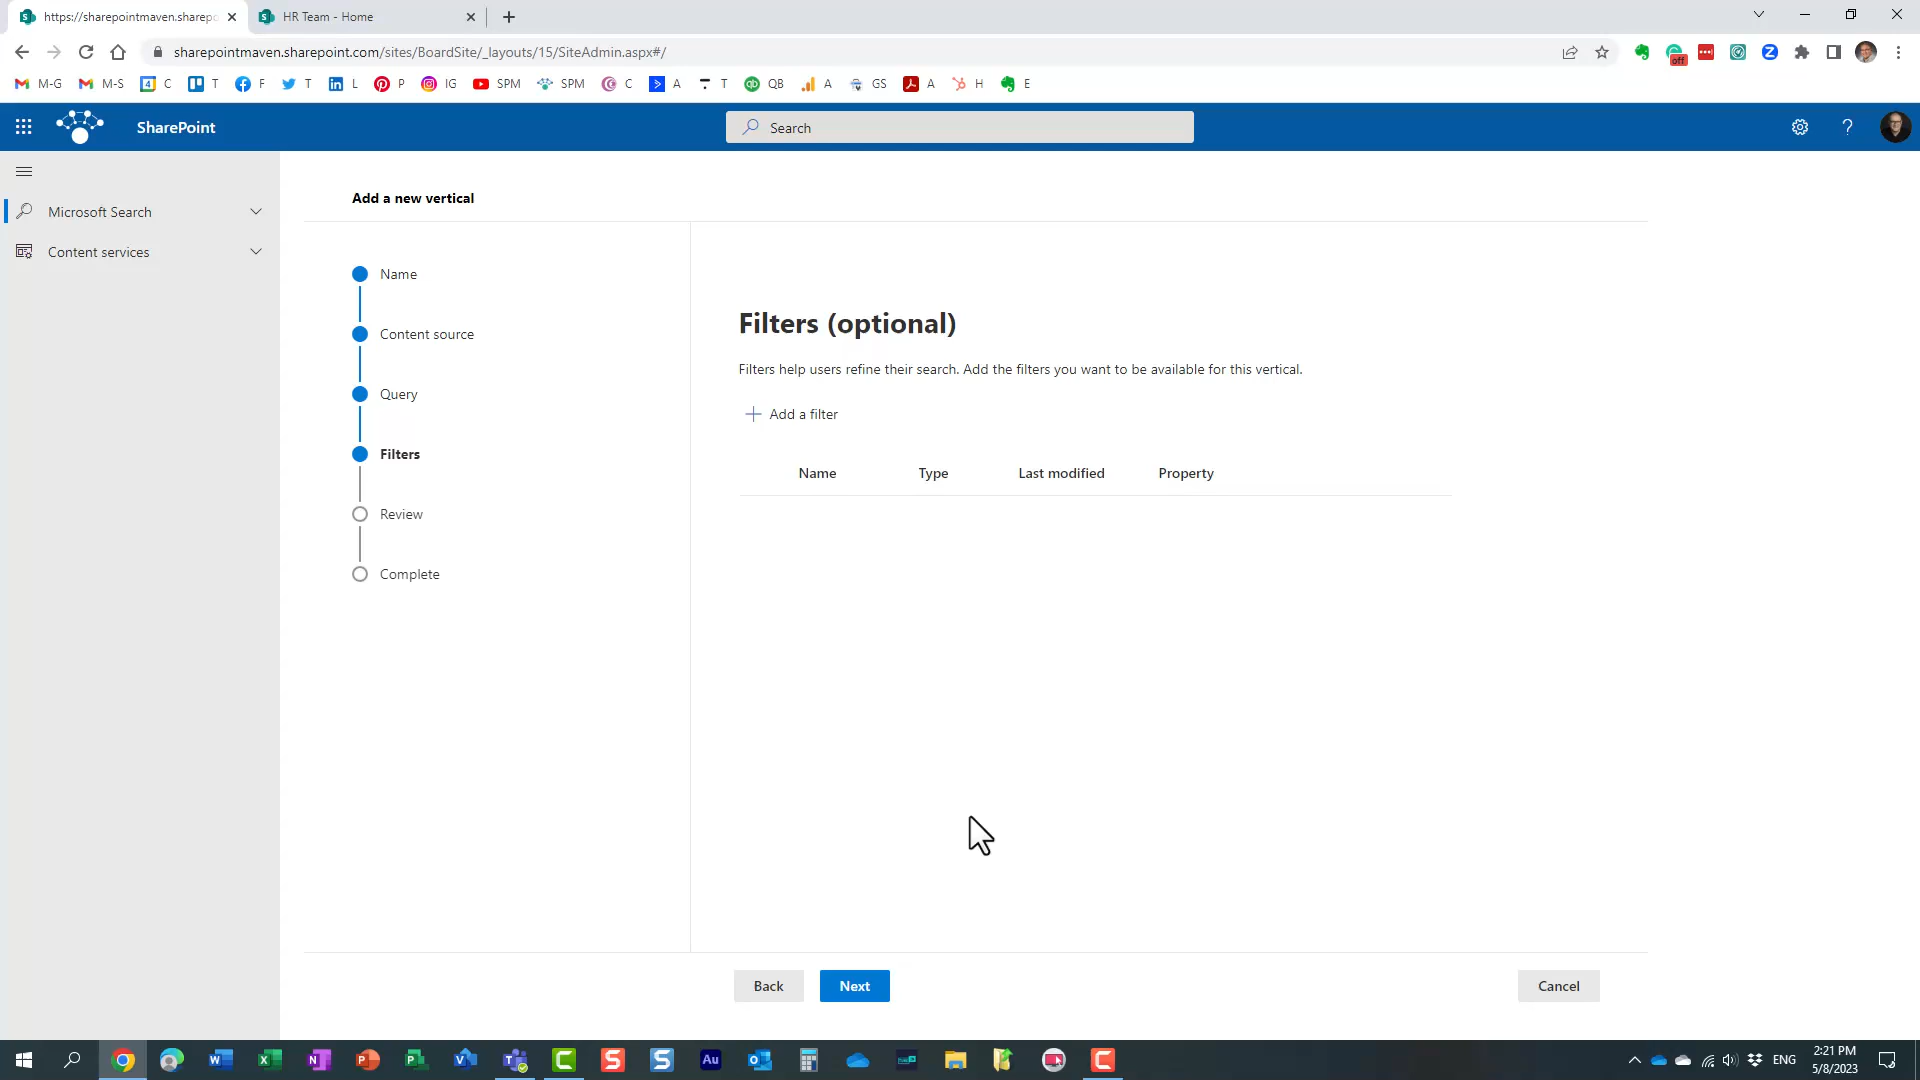 https://sharepointmaven.sharepo
HR Team - Home
sharepointmaven.sharepoint.com/sites/BoardSite/_layouts/15/SiteAdmin.aspx#/
off
M-G
M-S
4
C
T
F
T
L
P
IG
SPM
SPM
C
A
T
QB
A
GS
A
H
E
SharePoint
Search
Microsoft Search
Content services
Add a new vertical
Name
Content source
Query
Filters
Review
Complete
Filters (optional)
Filters help users refine their search. Add the filters you want to be available for this vertical.
Add a filter
Name Type Last modified Property
Back
Next
Cancel
ENG
2:21 PM
5/8/2023